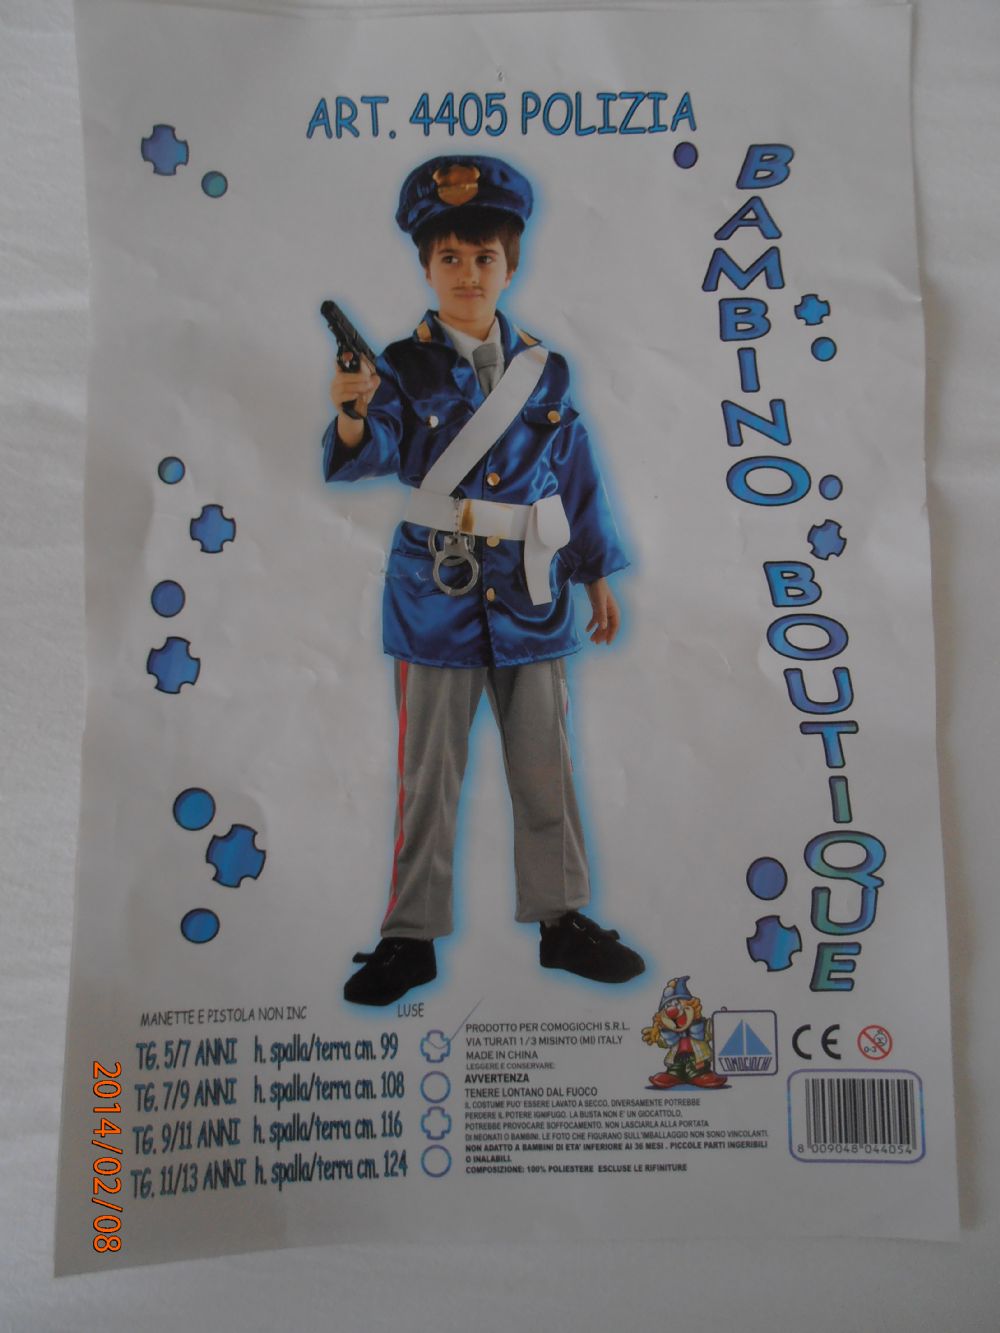 ART. 4405 POLIZIA
BAMBINO BOUTIQUE
MANETTE E PISTOLA NON INC LUSE
TG. 5/7 ANNI h. spalla/terra cm. 99
TG. 7/9 ANNI h. spalla/terra cm. 108
TG. 9/11 ANNI h. spalla/terra cm. 116
TG. 11/13 ANNI h. spalla/terra cm. 124
PRODOTTO PER COMOGIOCHI S.R.L.
VIA TURATI 1/3 MISINTO (MI) ITALY
MADE IN CHINA
LEGGERE E CONSERVARE.
AVVERTENZA
TENERE LONTANO DAL FUOCO
IL COSTUME PUO' ESSERE LAVATO A SECCO, DIVERSAMENTE POTREBBE
PERDERE IL POTERE IGNIFUGO. LA BUSTA NON E' UN GIOCATTOLO,
POTREBBE PROVOCARE SOFFOCAMENTO. NON LASCIARLA ALLA PORTATA
DI NEONATI O BAMBINI. LE FOTO CHE FIGURANO SULL'IMBALLAGGIO NON SONO VINCOLANTI.
NON ADATTO A BAMBINI DI ETA' INFERIORE AI 36 MESI. PICCOLE PARTI INGERIBILI
O INALABILI.
COMPOSIZIONE: 100% POLIESTERE ESCLUSE LE RIFINITURE
COMOGIOCHI
CE
0-3
8 009048 044054
2014/02/08